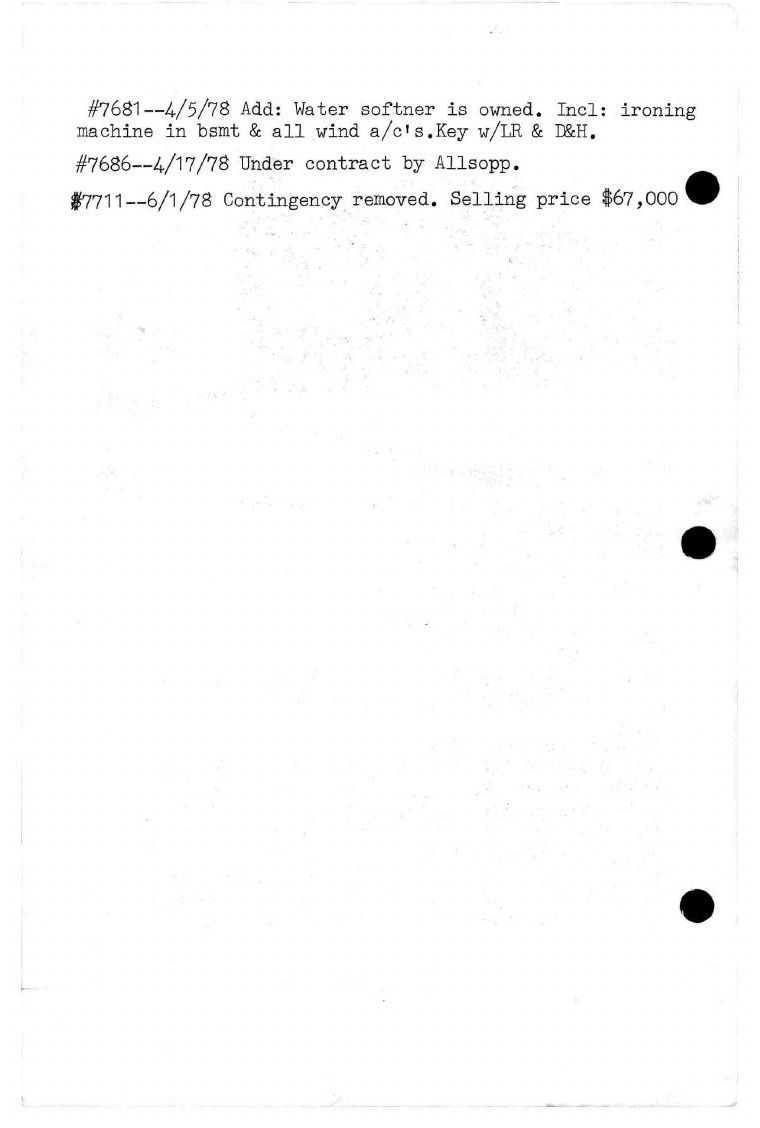 #7681--4/5/78 Add: Water softner is owned. Incl: ironing
machine in bsmt & all wind a/c's.Key w/LR & D&H.
#7686--4/17/78 Under contract by Allsopp.
#7711--6/1/78 Contingency removed. Selling price $67,000